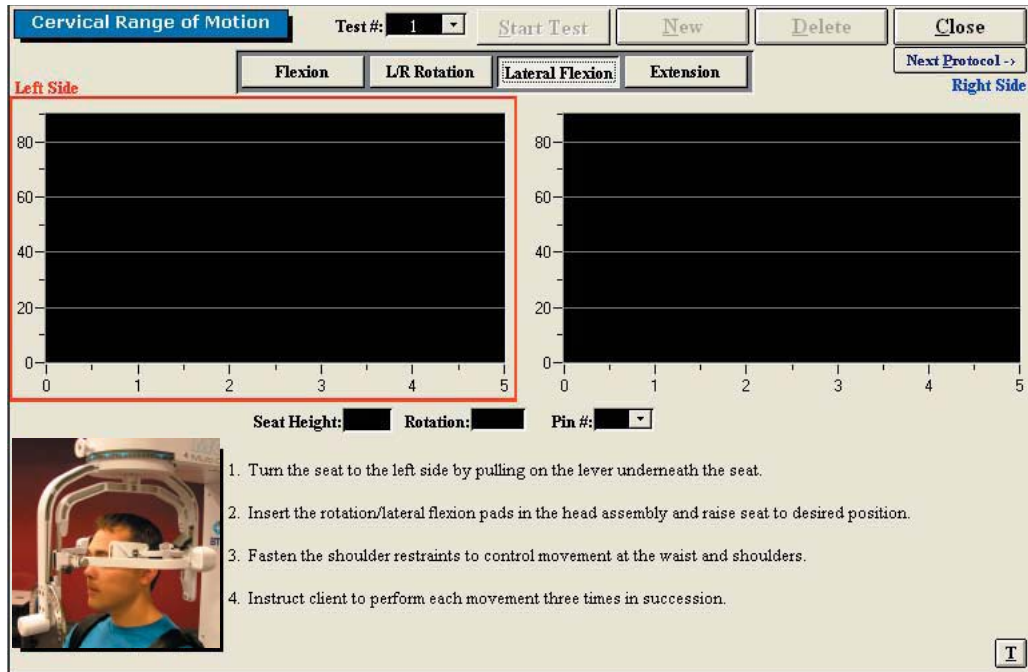 Cervical Range of Motion
Test #: 1
Start Test
New
Delete
Close
Flexion
L/R Rotation
Lateral Flexion
Extension
Next Protocol ->
Left Side
Right Side
80
60
40
20
0
0 1 2 3 4 5
80
60
40
20
0
0 1 2 3 4 5
Seat Height: Rotation: Pin #:
1. Turn the seat to the left side by pulling on the lever underneath the seat.
2. Insert the rotation/lateral flexion pads in the head assembly and raise seat to desired position.
3. Fasten the shoulder restraints to control movement at the waist and shoulders.
4. Instruct client to perform each movement three times in succession.
T